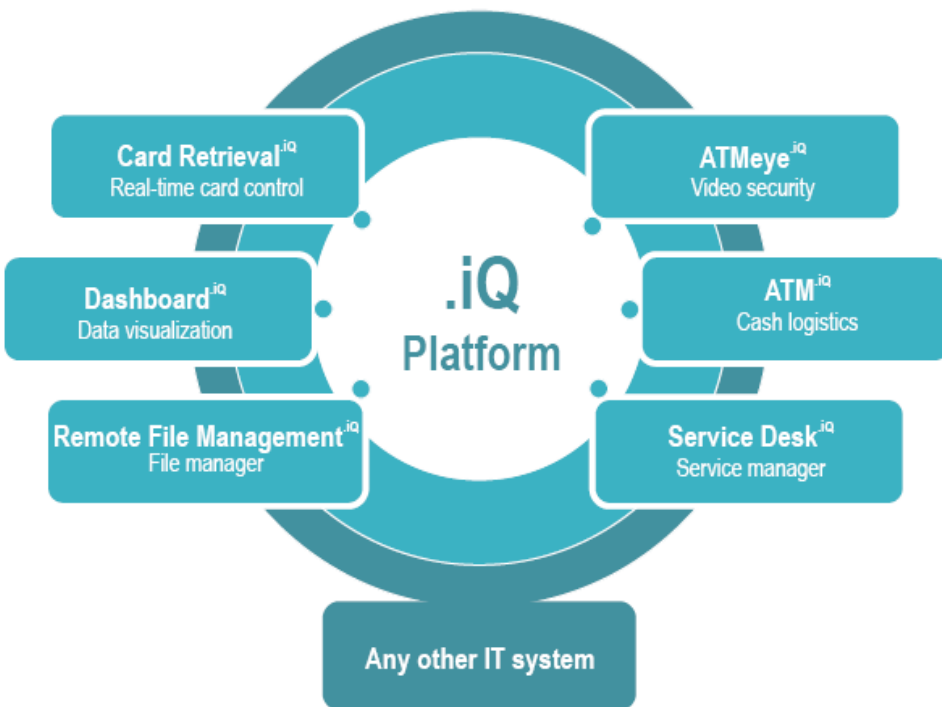 Card Retrieval.iQ
Real-time card control
ATMeye.iQ
Video security
Dashboard.iQ
Data visualization
.iQ
Platform
ATM.iQ
Cash logistics
Remote File Management.iQ
File manager
Service Desk.iQ
Service manager
Any other IT system